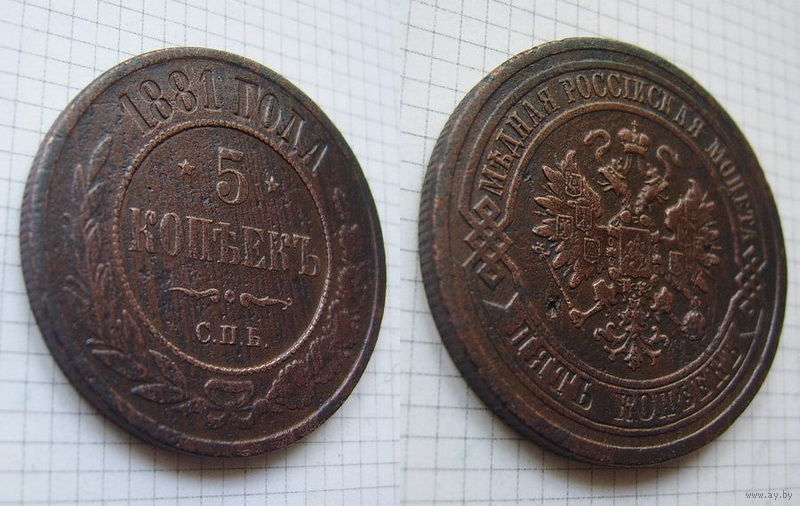 1881 ГОДА
5
КОПѢЕКЪ
С.П.Б.
МѢДНАЯ РОССІЙСКАЯ МОНЕТА
ПЯТЬ КОПѢЕКЪ
www.ay.by